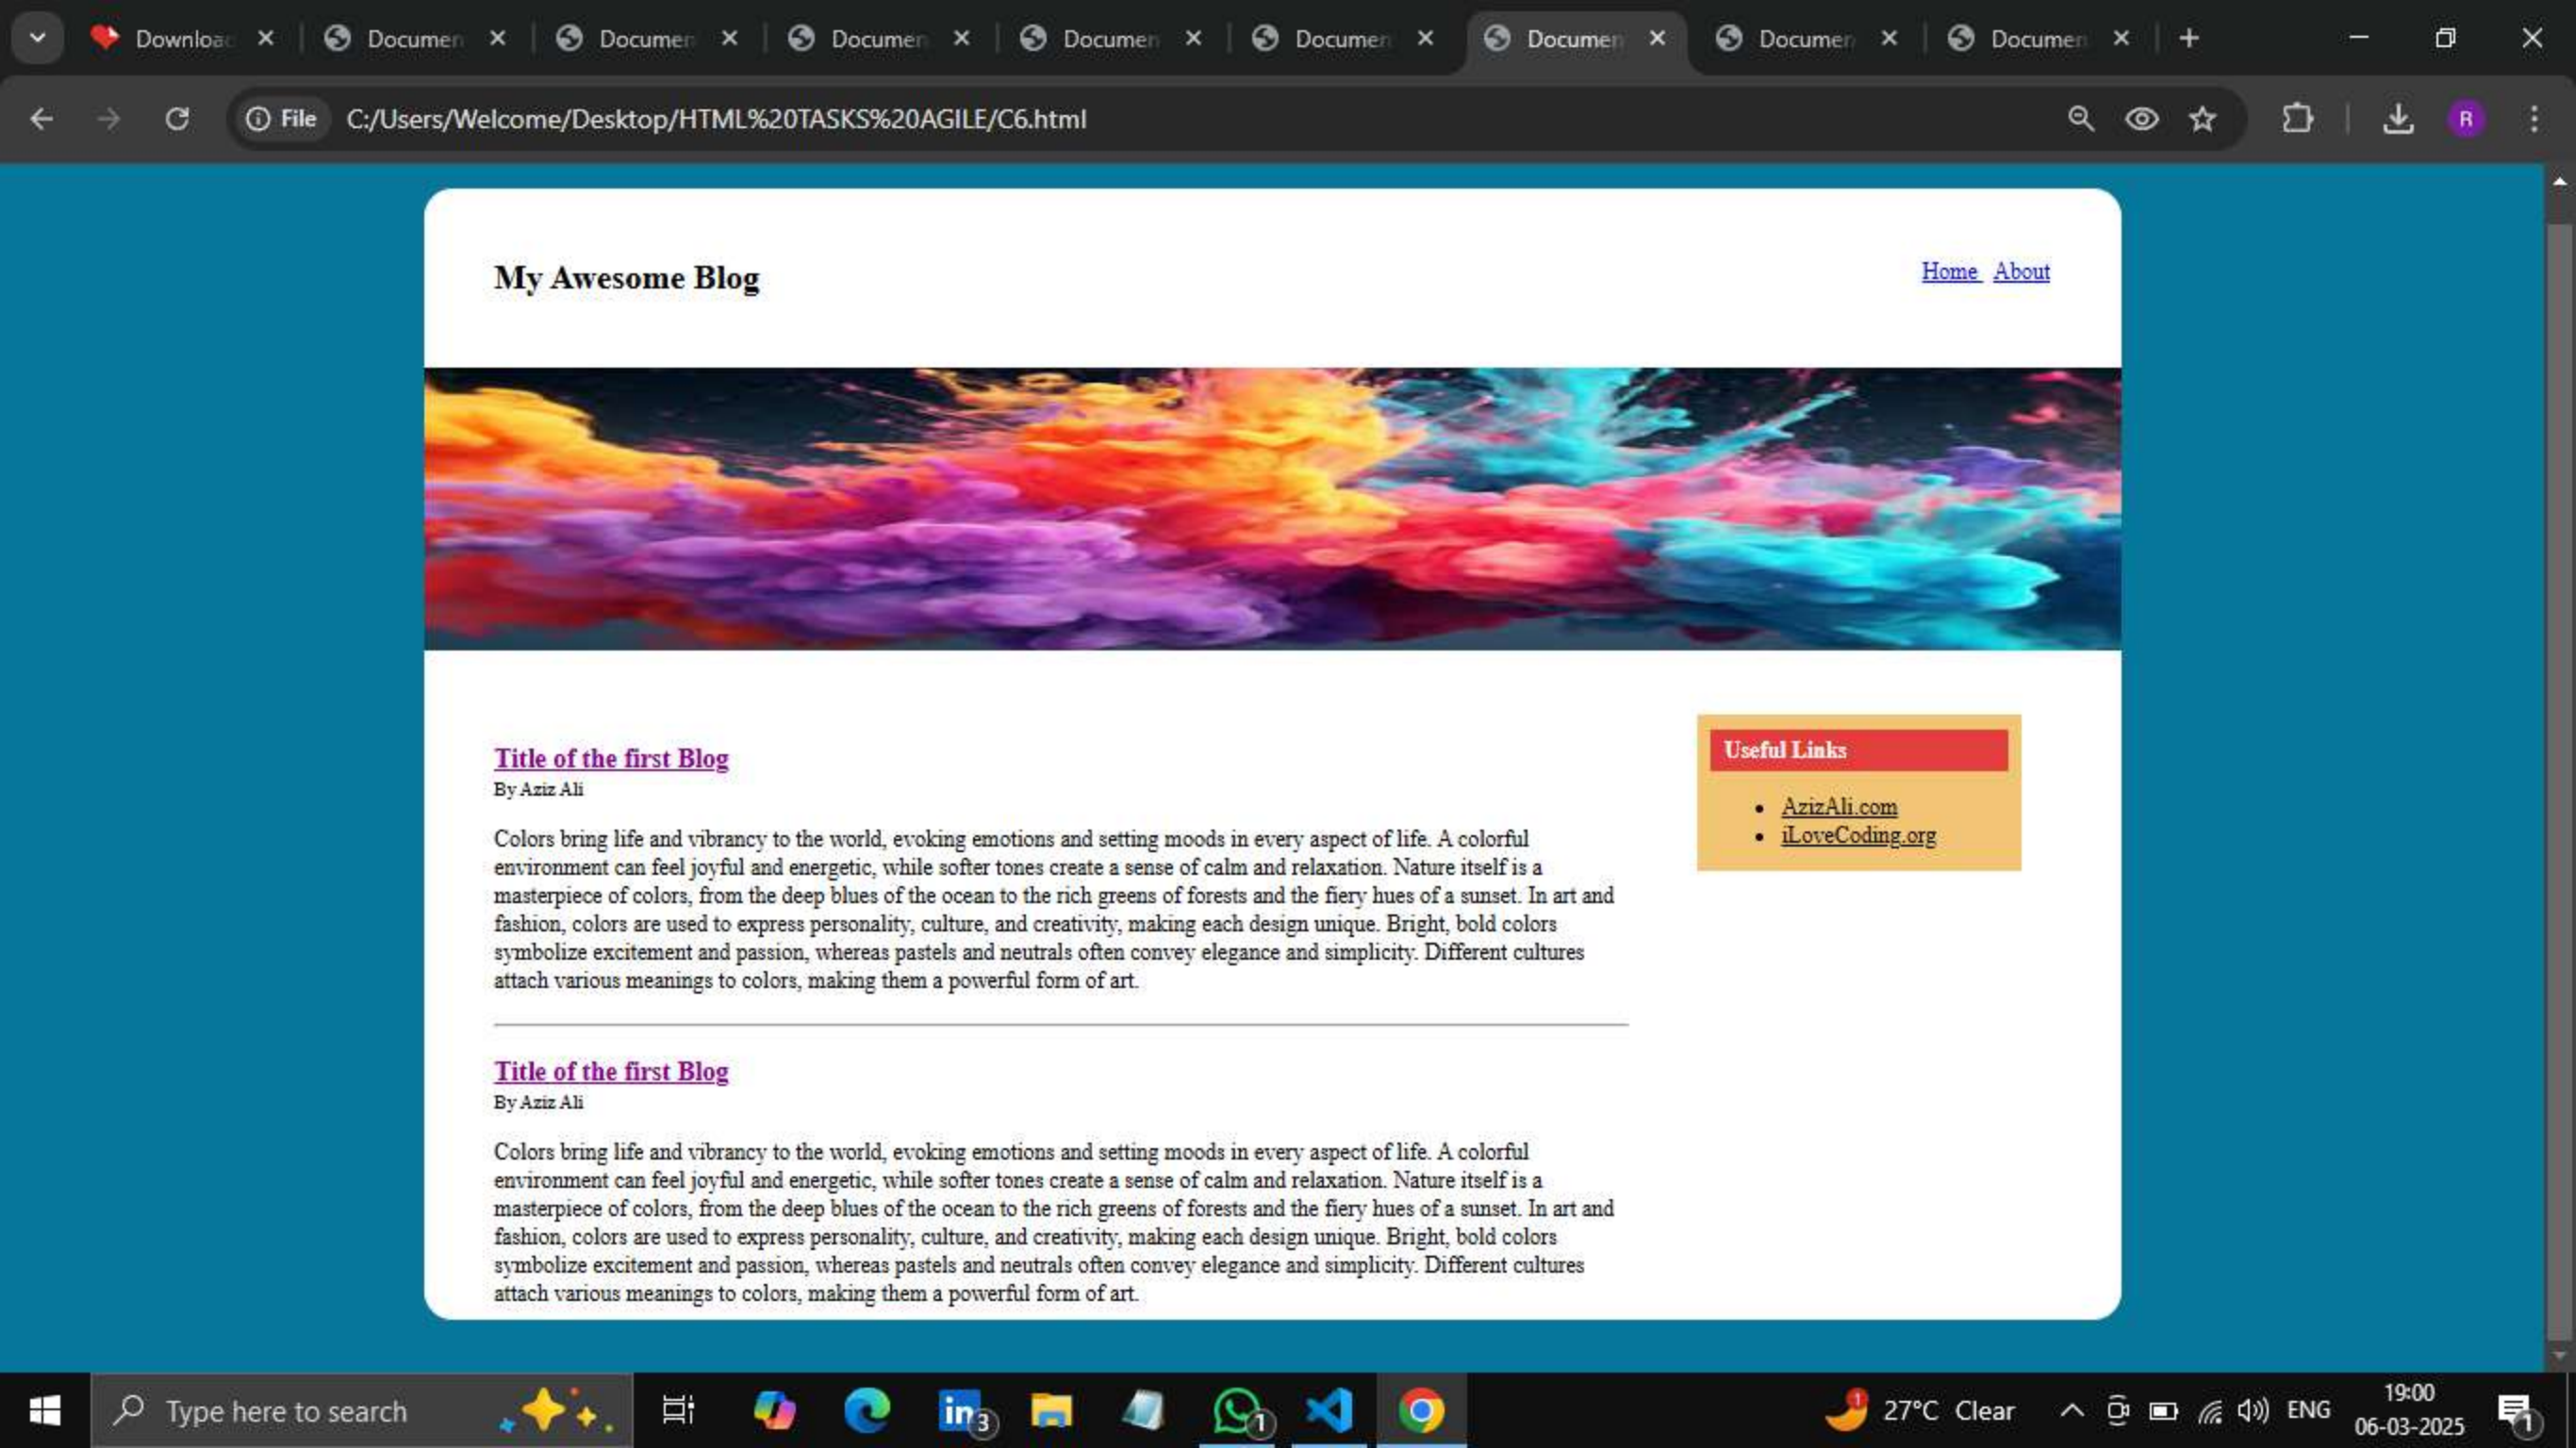 Downloa
Documen
Documen
Documen
Documen
Documen
Documen
Documen
Documen
File
C:/Users/Welcome/Desktop/HTML%20TASKS%20AGILE/C6.html
R
My Awesome Blog
Home About
Title of the first Blog
By Aziz Ali
Colors bring life and vibrancy to the world, evoking emotions and setting moods in every aspect of life. A colorful
environment can feel joyful and energetic, while softer tones create a sense of calm and relaxation. Nature itself is a
masterpiece of colors, from the deep blues of the ocean to the rich greens of forests and the fiery hues of a sunset. In art and
fashion, colors are used to express personality, culture, and creativity, making each design unique. Bright, bold colors
symbolize excitement and passion, whereas pastels and neutrals often convey elegance and simplicity. Different cultures
attach various meanings to colors, making them a powerful form of art.
Useful Links
AzizAli.com
iLoveCoding.org
Title of the first Blog
By Aziz Ali
Colors bring life and vibrancy to the world, evoking emotions and setting moods in every aspect of life. A colorful
environment can feel joyful and energetic, while softer tones create a sense of calm and relaxation. Nature itself is a
masterpiece of colors, from the deep blues of the ocean to the rich greens of forests and the fiery hues of a sunset. In art and
fashion, colors are used to express personality, culture, and creativity, making each design unique. Bright, bold colors
symbolize excitement and passion, whereas pastels and neutrals often convey elegance and simplicity. Different cultures
attach various meanings to colors, making them a powerful form of art.
Type here to search
in
3
1
1
27°C Clear
ENG
19:00
06-03-2025
1